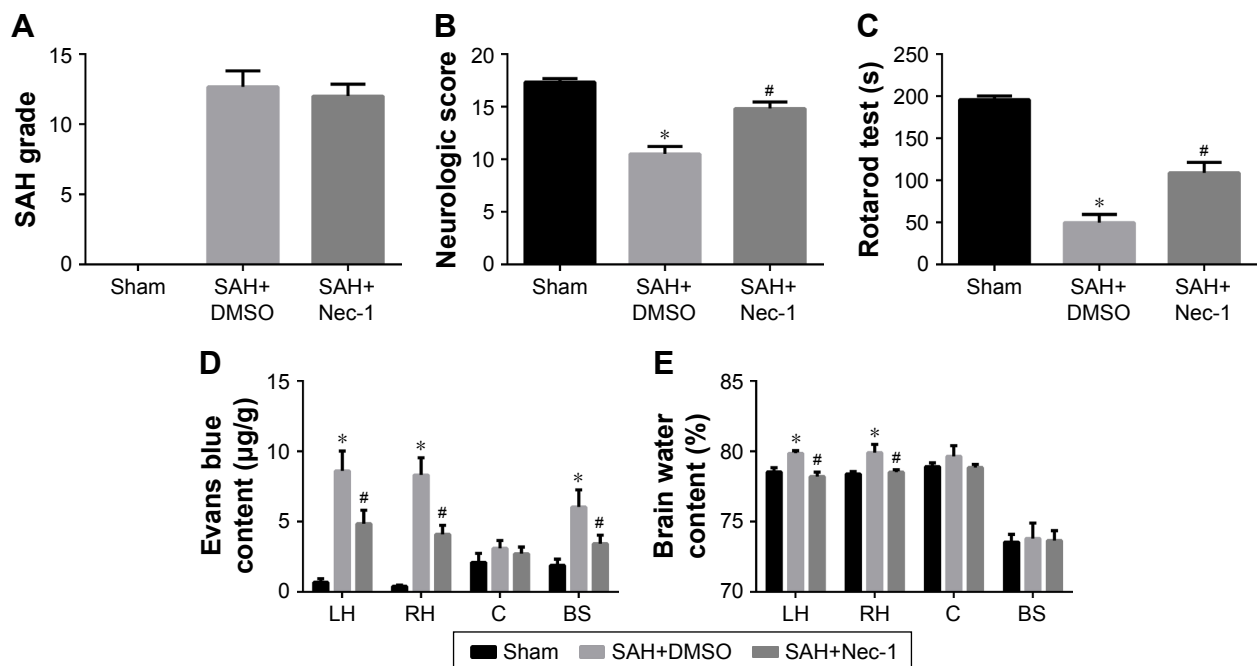 A
SAH grade
15
10
5
0
Sham
SAH+
DMSO
SAH+
Nec-1
B
Neurologic score
20
15
10
5
0
*
#
Sham
SAH+
DMSO
SAH+
Nec-1
C
Rotarod test (s)
250
200
150
100
50
0
*
#
Sham
SAH+
DMSO
SAH+
Nec-1
D
Evans blue
content (µg/g)
15
10
5
0
*
#
*
#
*
#
LH
RH
C
BS
E
Brain water
content (%)
85
80
75
70
*
#
*
#
LH
RH
C
BS
Sham
SAH+DMSO
SAH+Nec-1